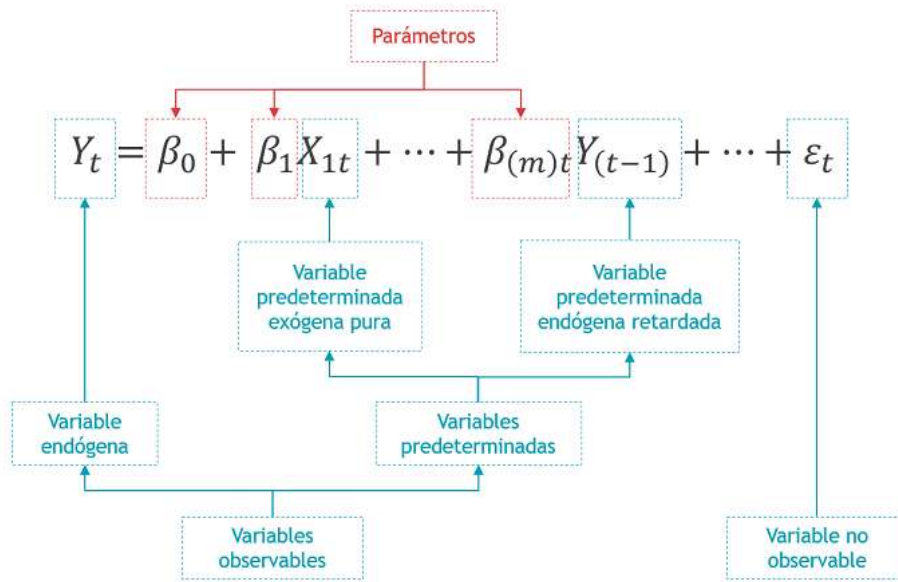 Parámetros
Yₜ = β₀ + β₁X₁ₜ + ⋯ + β₍ₘ₎ₜY₍ₜ₋₁₎ + ⋯ + εₜ
Variable
predeterminada
exógena pura
Variable
predeterminada
endógena retardada
Variable
endógena
Variables
predeterminadas
Variables
observables
Variable no
observable